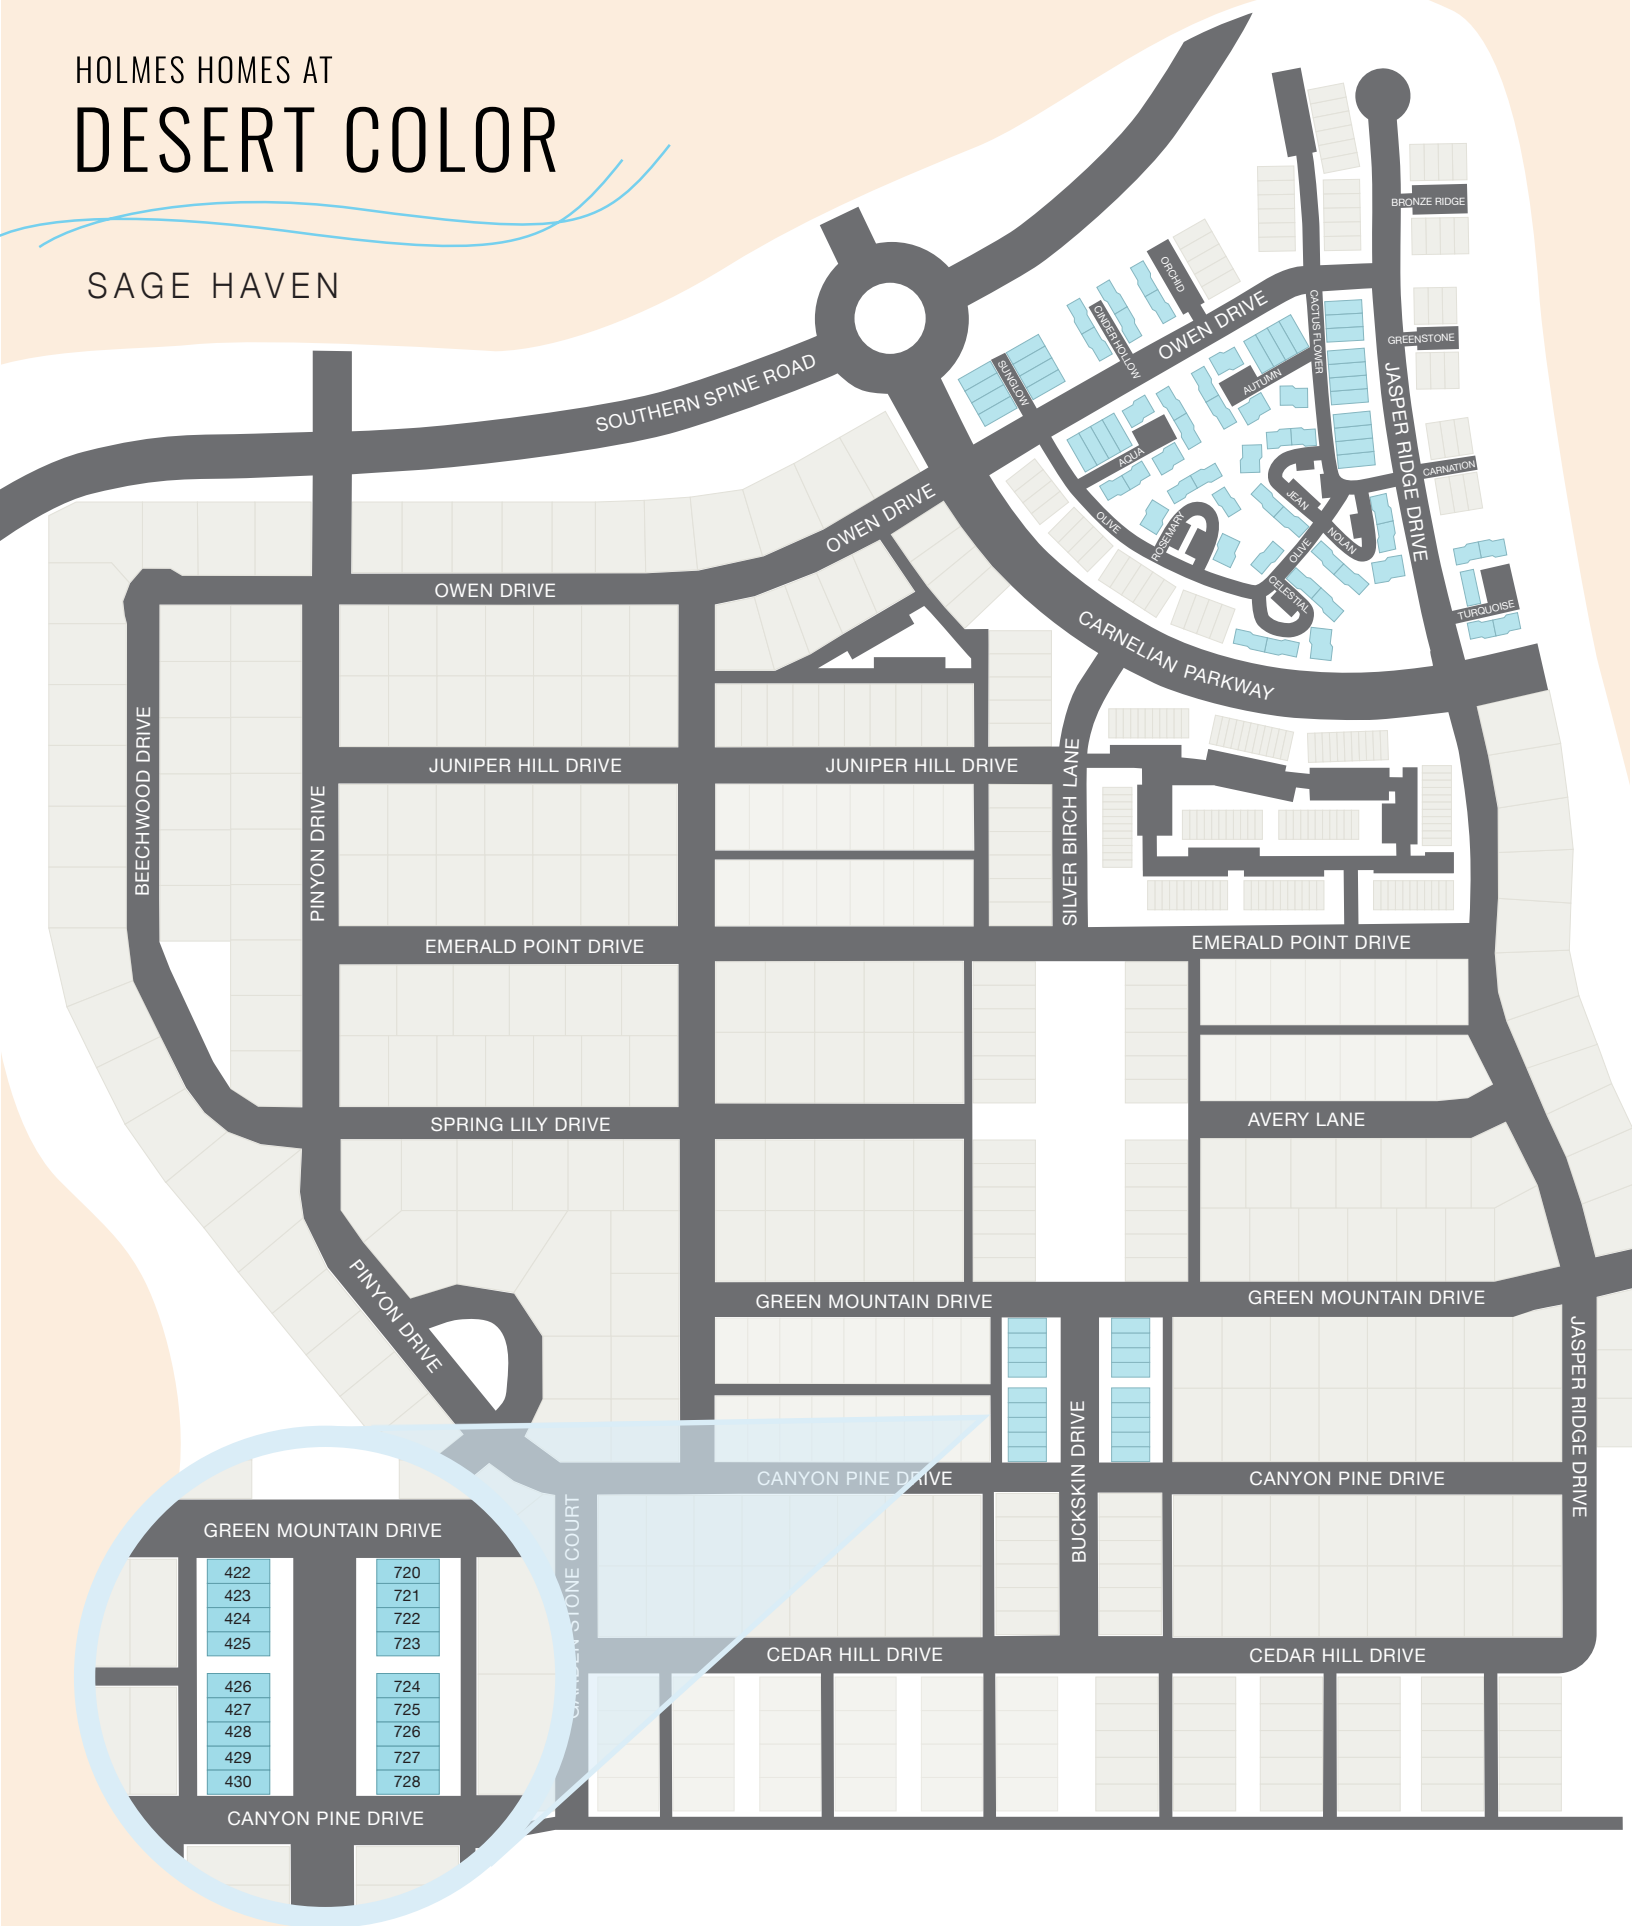 HOLMES HOMES AT
DESERT COLOR
SAGE HAVEN
SOUTHERN SPINE ROAD
BRONZE RIDGE
ORCHID
CINDER HOLLOW
OWEN DRIVE
CACTUS FLOWER
GREENSTONE
SUNGLOW
AUTUMN
JASPER RIDGE DRIVE
AQUA
CARNATION
OWEN DRIVE
OLIVE
ROSEMARY
JEAN
NOLAN
OLIVE
CELESTIAL
TURQUOISE
OWEN DRIVE
CARNELIAN PARKWAY
BEECHWOOD DRIVE
PINYON DRIVE
JUNIPER HILL DRIVE
JUNIPER HILL DRIVE
SILVER BIRCH LANE
EMERALD POINT DRIVE
EMERALD POINT DRIVE
SPRING LILY DRIVE
AVERY LANE
PINYON DRIVE
GREEN MOUNTAIN DRIVE
GREEN MOUNTAIN DRIVE
JASPER RIDGE DRIVE
BUCKSKIN DRIVE
CANYON PINE DRIVE
CANYON PINE DRIVE
GARDEN STONE COURT
CEDAR HILL DRIVE
CEDAR HILL DRIVE
GREEN MOUNTAIN DRIVE
422 720
423 721
424 722
425 723
426 724
427 725
428 726
429 727
430 728
CANYON PINE DRIVE